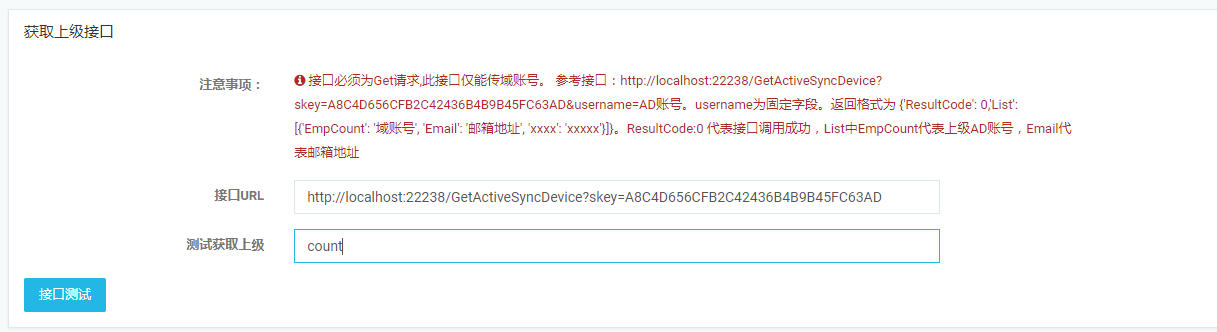 获取上级接口
注意事项：
接口必须为Get请求,此接口仅能传域账号。 参考接口：http://localhost:22238/GetActiveSyncDevice?
skey=A8C4D656CFB2C42436B4B9B45FC63AD&username=AD账号。username为固定字段。返回格式为 {'ResultCode': 0,'List':
[{'EmpCount': '域账号', 'Email': '邮箱地址', 'xxxx': 'xxxxx'}]}。ResultCode:0 代表接口调用成功，List中EmpCount代表上级AD账号，Email代
表邮箱地址
接口URL
http://localhost:22238/GetActiveSyncDevice?skey=A8C4D656CFB2C42436B4B9B45FC63AD
测试获取上级
count
接口测试